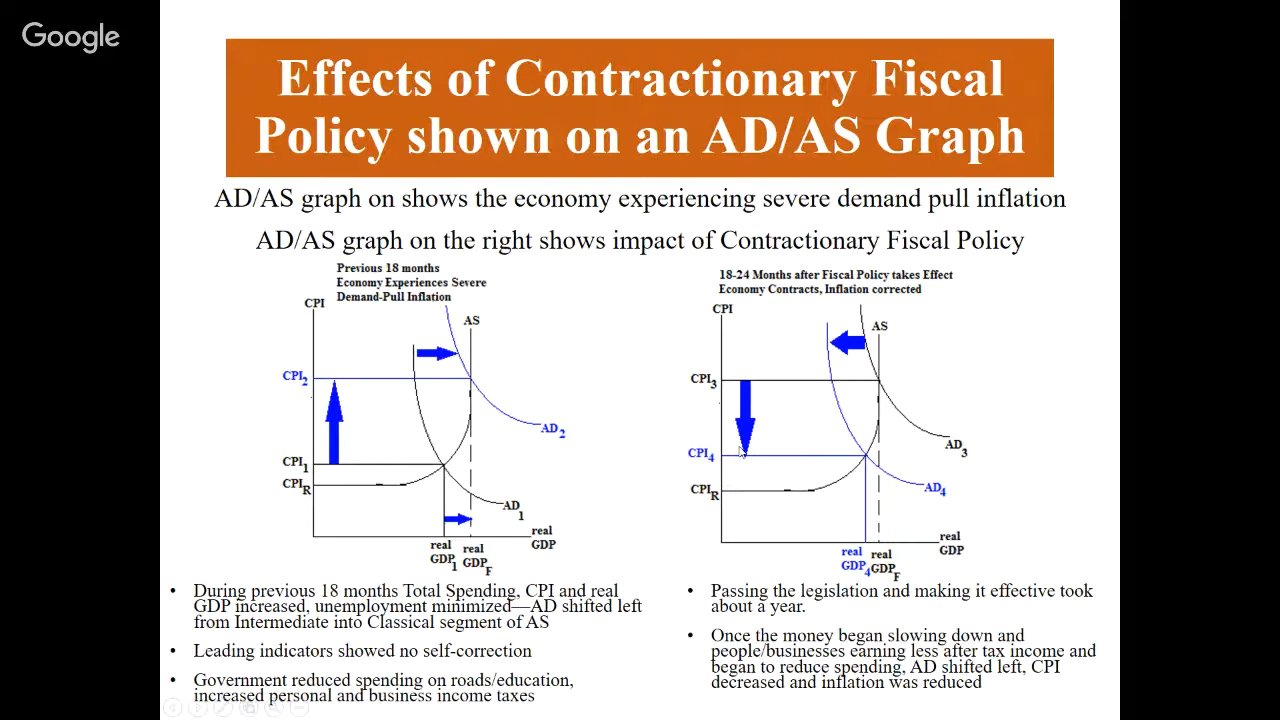 Google
Effects of Contractionary Fiscal
Policy shown on an AD/AS Graph
AD/AS graph on shows the economy experiencing severe demand pull inflation
AD/AS graph on the right shows impact of Contractionary Fiscal Policy
Previous 18 months
Economy Experiences Severe
Demand-Pull Inflation
CPI
AS
CPI2
AD2
CPI1
CPIR
AD1
real
GDP
real
GDP1
real
GDPF
18-24 Months after Fiscal Policy takes Effect
Economy Contracts, Inflation corrected
CPI
AS
CPI3
AD3
CPI4
CPIR
AD4
real
GDP
real
GDP4
real
GDPF
• During previous 18 months Total Spending, CPI and real
GDP increased, unemployment minimized—AD shifted left
from Intermediate into Classical segment of AS
• Leading indicators showed no self-correction
• Government reduced spending on roads/education,
increased personal and business income taxes
• Passing the legislation and making it effective took
about a year.
• Once the money began slowing down and
people/businesses earning less after tax income and
began to reduce spending, AD shifted left, CPI
decreased and inflation was reduced